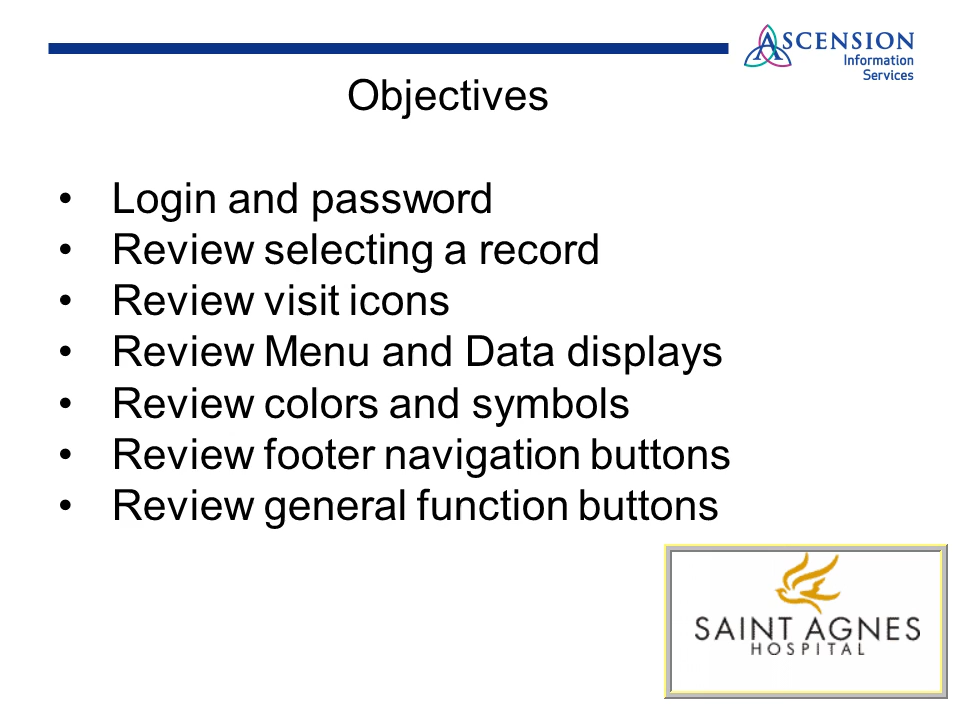 ASCENSION
Information
Services
Objectives
• Login and password
• Review selecting a record
• Review visit icons
• Review Menu and Data displays
• Review colors and symbols
• Review footer navigation buttons
• Review general function buttons
SAINT AGNES
HOSPITAL